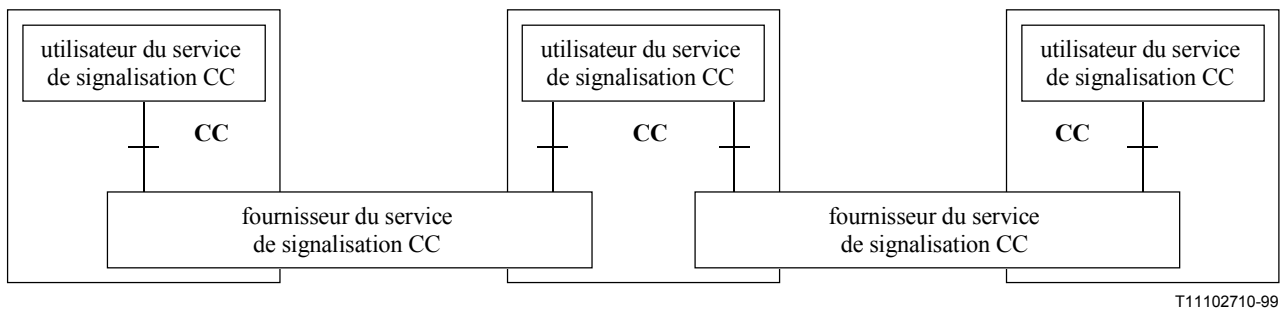 utilisateur du service
de signalisation CC
utilisateur du service
de signalisation CC
utilisateur du service
de signalisation CC
CC
CC
CC
fournisseur du service
de signalisation CC
fournisseur du service
de signalisation CC
T11102710-99